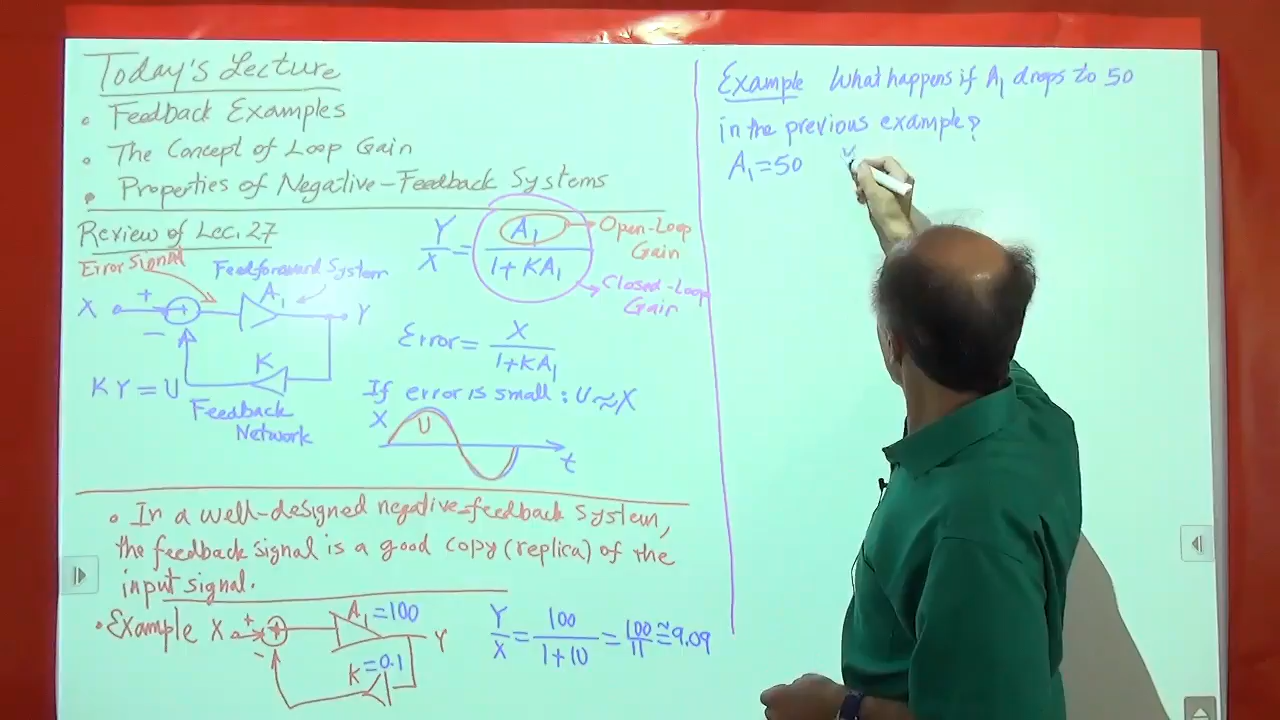 Today's Lecture
• Feedback Examples
• The Concept of Loop Gain
• Properties of Negative-Feedback Systems
Review of Lec. 27
Error Signal
Feedforward System
X + − + A₁ Y
K
KY = U
Feedback
Network
Y/X = A₁/(1+KA₁)
Open-Loop
Gain
Closed-Loop
Gain
Error = X/(1+KA₁)
If error is small : U ≈ X
X U t
• In a well-designed negative-feedback system,
the feedback signal is a good copy (replica) of the
input signal.
• Example X + − + A₁=100 Y
K=0.1
Y/X = 100/(1+10) = 100/11 ≅ 9.09
Example What happens if A₁ drops to 50
in the previous example?
A₁=50